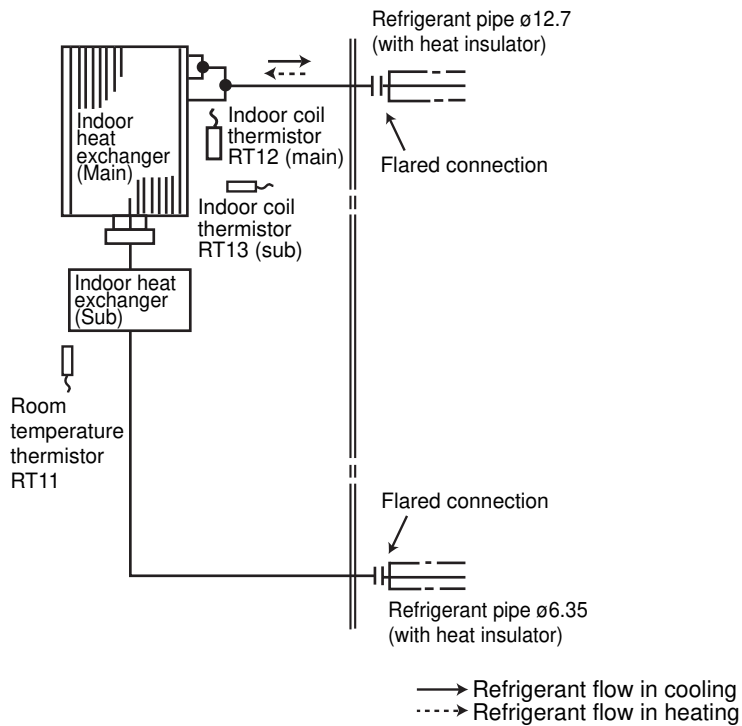 Refrigerant pipe ø12.7
(with heat insulator)
Indoor
heat
exchanger
(Main)
Indoor coil
thermistor
RT12 (main)
Flared connection
Indoor coil
thermistor
RT13 (sub)
Indoor heat
exchanger
(Sub)
Room
temperature
thermistor
RT11
Flared connection
Refrigerant pipe ø6.35
(with heat insulator)
Refrigerant flow in cooling
Refrigerant flow in heating